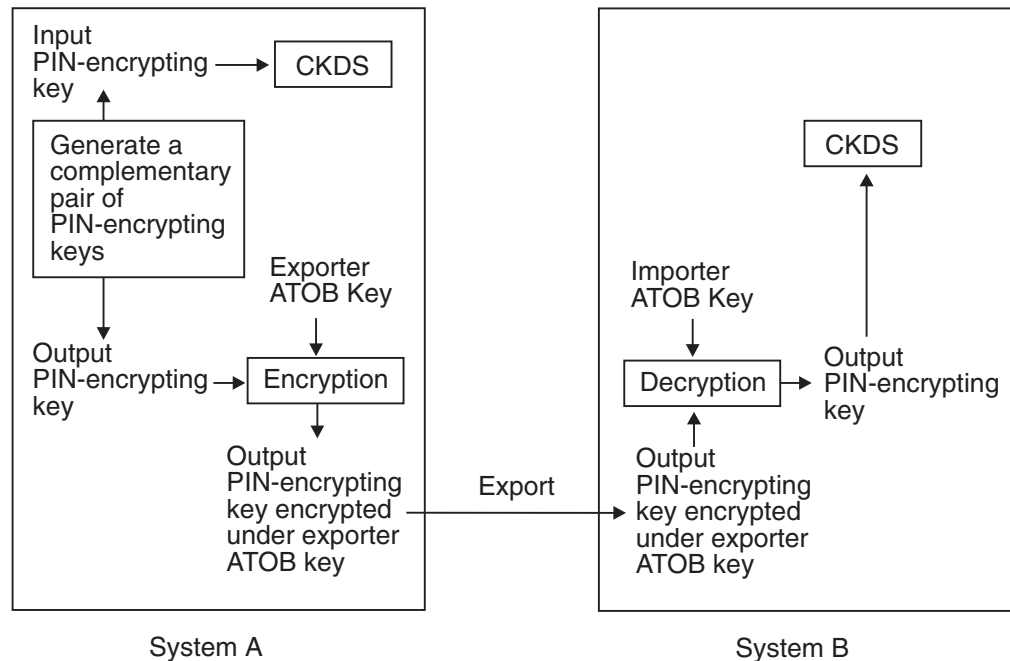 Input
PIN-encrypting
key
CKDS
Generate a
complementary
pair of
PIN-encrypting
keys
Exporter
ATOB Key
Output
PIN-encrypting
key
Encryption
Output
PIN-encrypting
key encrypted
under exporter
ATOB key
Export
CKDS
Importer
ATOB Key
Decryption
Output
PIN-encrypting
key
Output
PIN-encrypting
key encrypted
under exporter
ATOB key
System A
System B